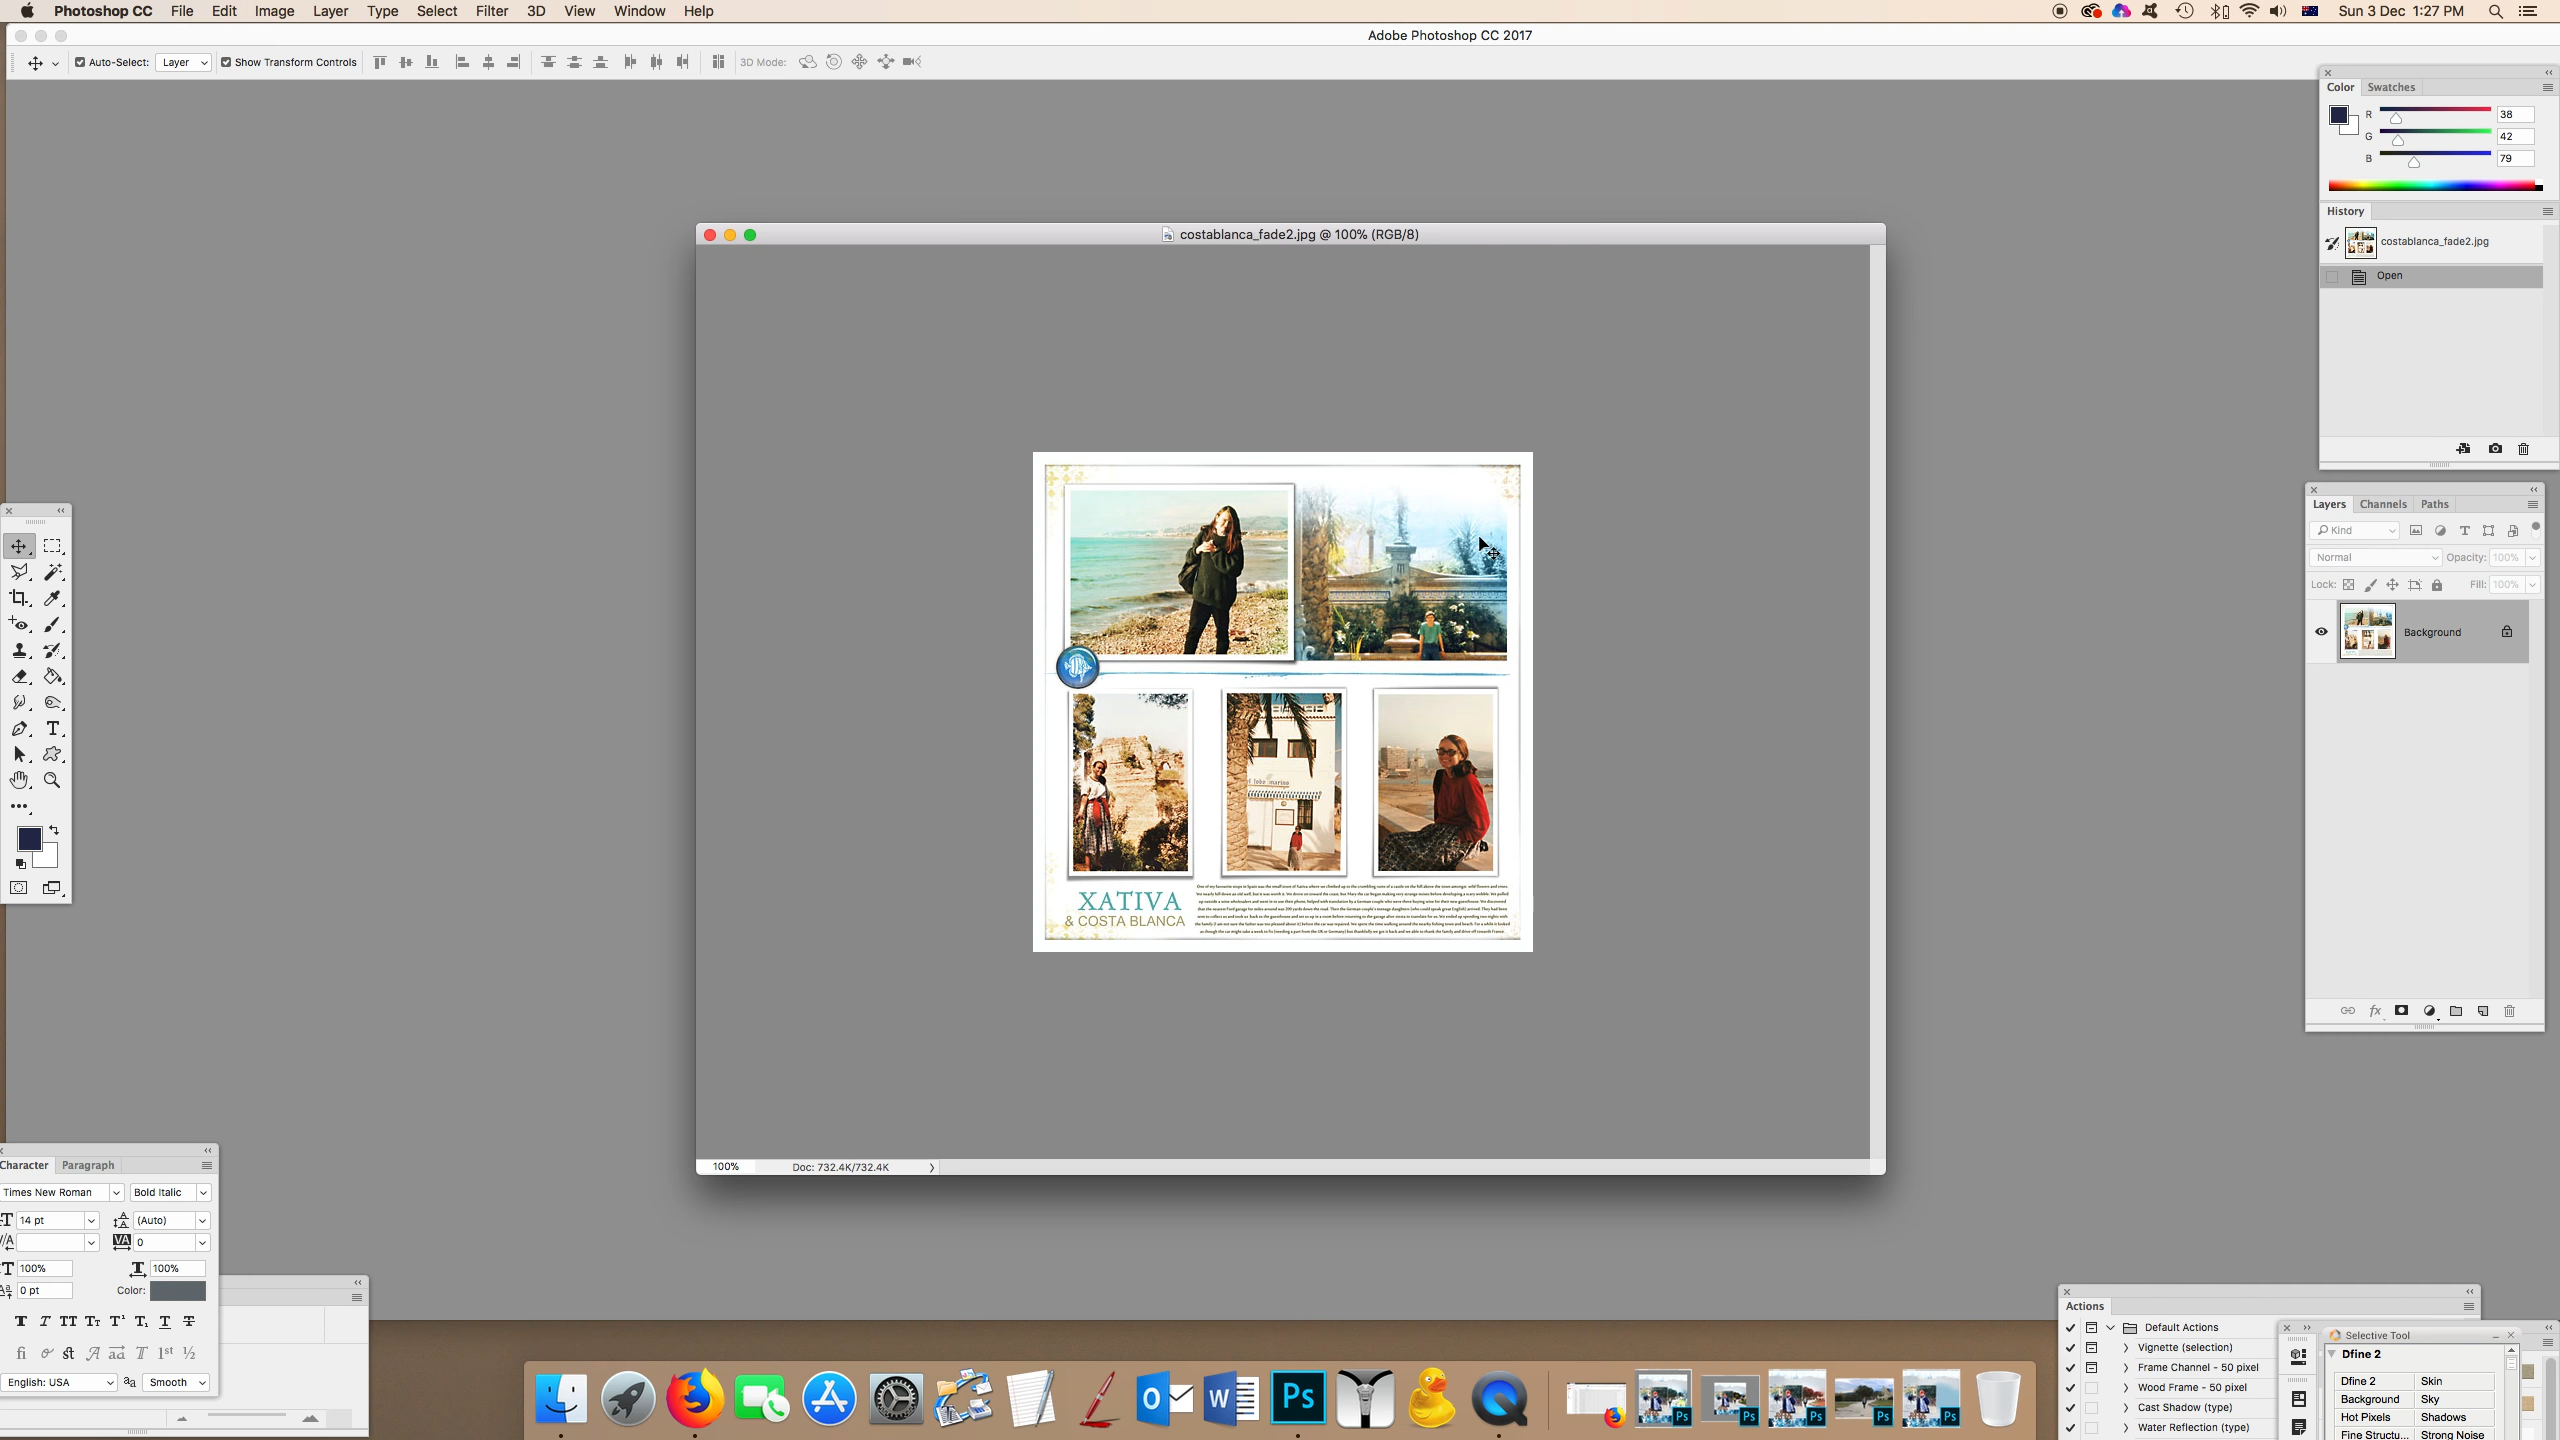 Photoshop CC File Edit Image Layer Type Select Filter 3D View Window Help
Sun 3 Dec 1:27 PM
Adobe Photoshop CC 2017
Auto-Select: Layer Show Transform Controls 3D Mode:
Color Swatches
R 38
G 42
B 79
History
costablanca_fade2.jpg
Open
costablanca_fade2.jpg @ 100% (RGB/8)
Layers Channels Paths
Kind
Normal Opacity: 100%
Lock: Fill: 100%
Background
XATIVA
& COSTA BLANCA
100% Doc: 732.4K/732.4K
Character Paragraph
Times New Roman Bold Italic
14 pt (Auto)
0
100% 100%
0 pt Color:
English: USA Smooth
Actions
Default Actions
Vignette (selection)
Frame Channel - 50 pixel
Wood Frame - 50 pixel
Cast Shadow (type)
Water Reflection (type)
Selective Tool
Dfine 2
Dfine 2 Skin
Background Sky
Hot Pixels Shadows
Fine Structu... Strong Noise